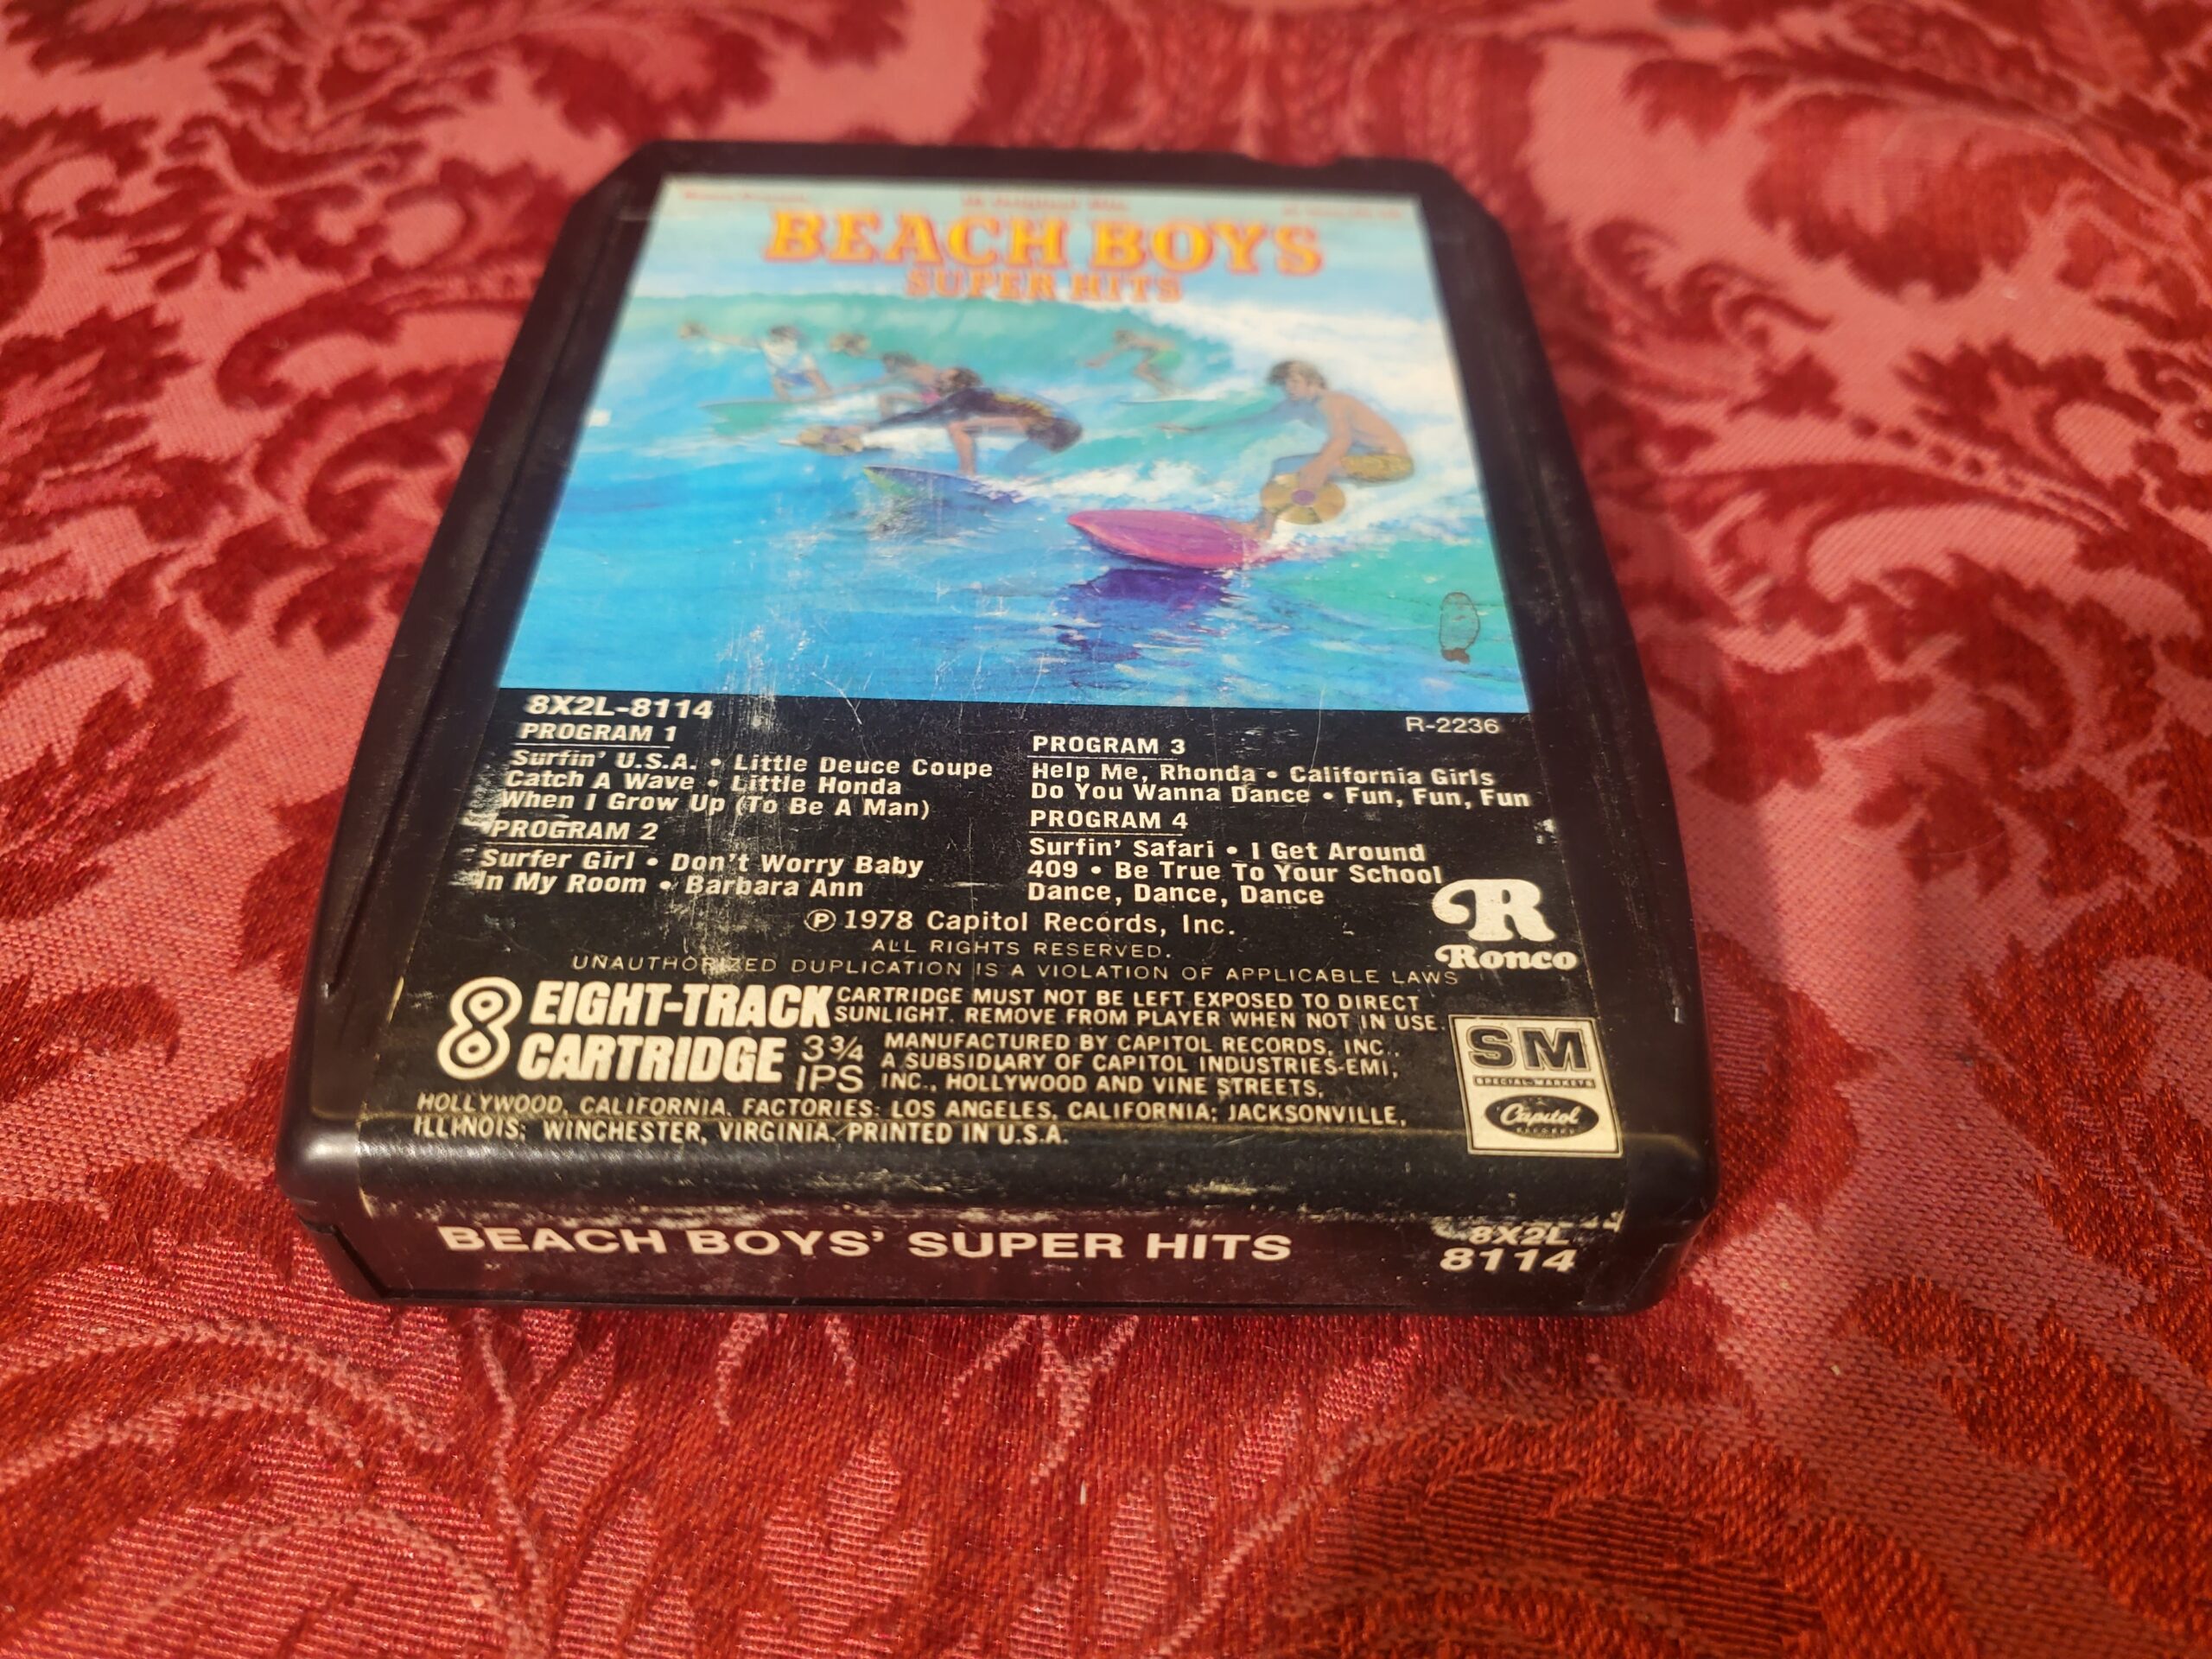 BEACH BOYS
SUPER HITS
8X2L-8114
R-2236
PROGRAM 1
Surfin' U.S.A. • Little Deuce Coupe
Catch A Wave • Little Honda
When I Grow Up (To Be A Man)
PROGRAM 2
Surfer Girl • Don't Worry Baby
In My Room • Barbara Ann
PROGRAM 3
Help Me, Rhonda • California Girls
Do You Wanna Dance • Fun, Fun, Fun
PROGRAM 4
Surfin' Safari • I Get Around
409 • Be True To Your School
Dance, Dance, Dance
R
Ronco
℗ 1978 Capitol Records, Inc.
ALL RIGHTS RESERVED.
UNAUTHORIZED DUPLICATION IS A VIOLATION OF APPLICABLE LAWS
8 EIGHT-TRACK
CARTRIDGE
3¾
IPS
CARTRIDGE MUST NOT BE LEFT EXPOSED TO DIRECT
SUNLIGHT. REMOVE FROM PLAYER WHEN NOT IN USE.
MANUFACTURED BY CAPITOL RECORDS, INC.,
A SUBSIDIARY OF CAPITOL INDUSTRIES-EMI,
INC., HOLLYWOOD AND VINE STREETS,
HOLLYWOOD, CALIFORNIA. FACTORIES: LOS ANGELES, CALIFORNIA; JACKSONVILLE,
ILLINOIS; WINCHESTER, VIRGINIA. PRINTED IN U.S.A.
SM
SPECIAL MARKETS
Capitol
RECORDS
BEACH BOYS' SUPER HITS
8X2L
8114